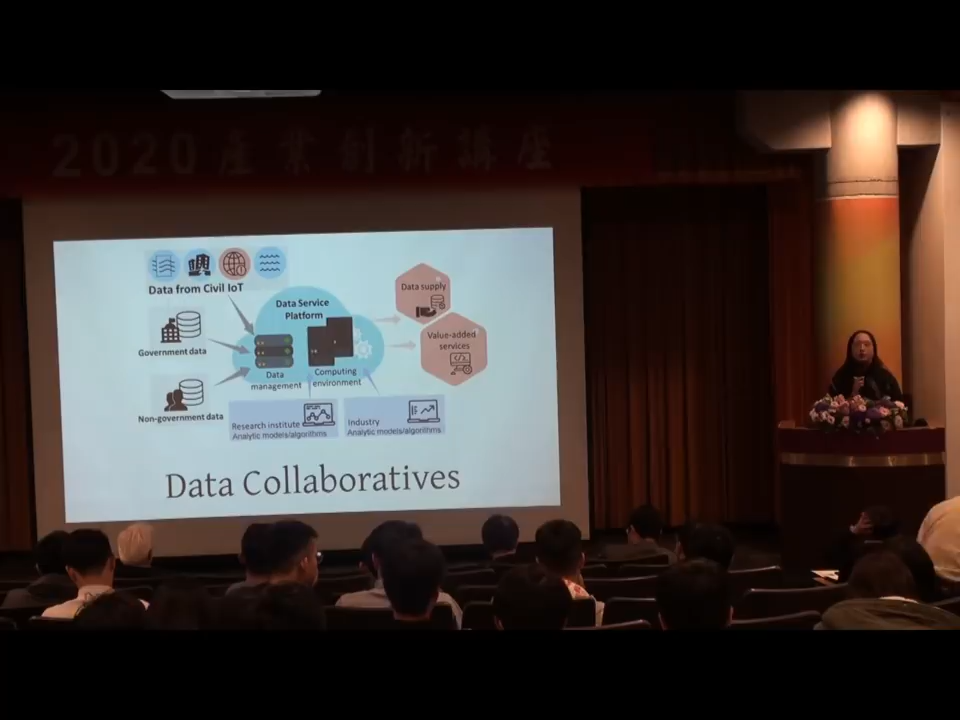 2020產業創新講座
Data from Civil IoT
Government data
Non-government data
Data Service
Platform
Data
management
Computing
environment
Research institute
Analytic models/algorithms
Industry
Analytic models/algorithms
Data supply
Value-added
services
Data Collaboratives